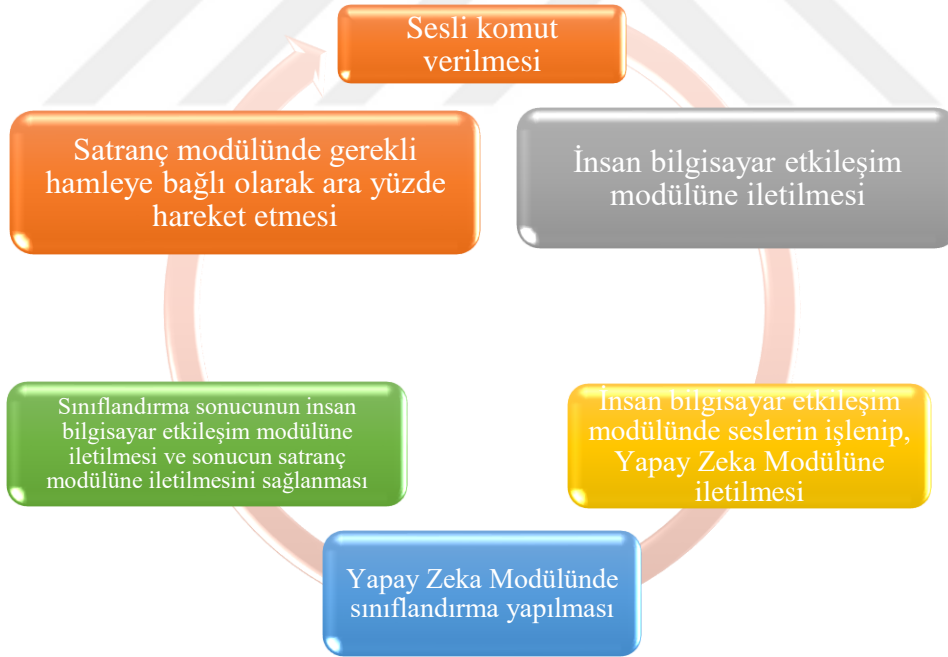 Sesli komut
verilmesi
İnsan bilgisayar etkileşim
modülüne iletilmesi
İnsan bilgisayar etkileşim
modülünde seslerin işlenip,
Yapay Zeka Modülüne
iletilmesi
Yapay Zeka Modülünde
sınıflandırma yapılması
Sınıflandırma sonucunun insan
bilgisayar etkileşim modülüne
iletilmesi ve sonucun satranç
modülüne iletilmesini sağlanması
Satranç modülünde gerekli
hamleye bağlı olarak ara yüzde
hareket etmesi